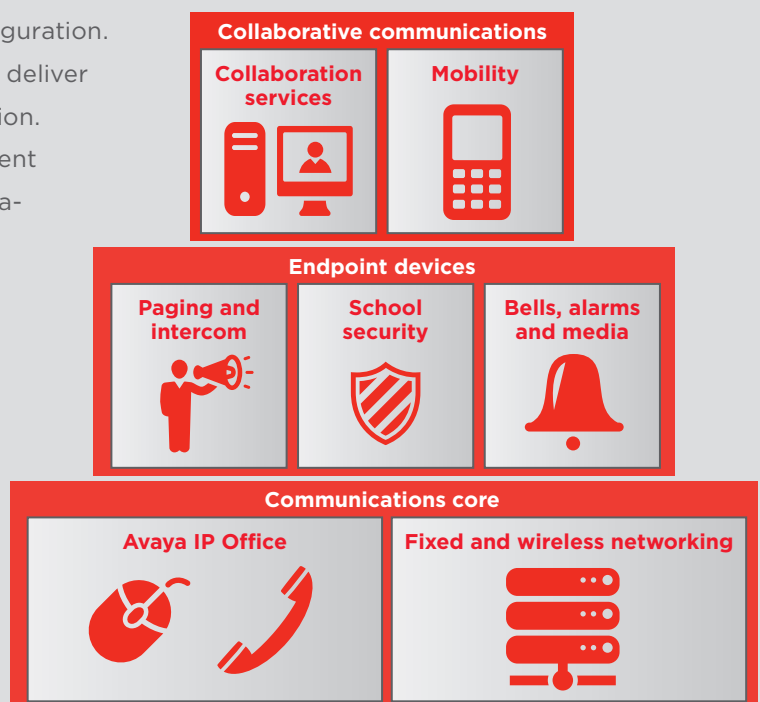 guration.
deliver
ion.
ent
a-
Collaborative communications
Collaboration
services
Mobility
Endpoint devices
Paging and
intercom
School
security
Bells, alarms
and media
Communications core
Avaya IP Office
Fixed and wireless networking